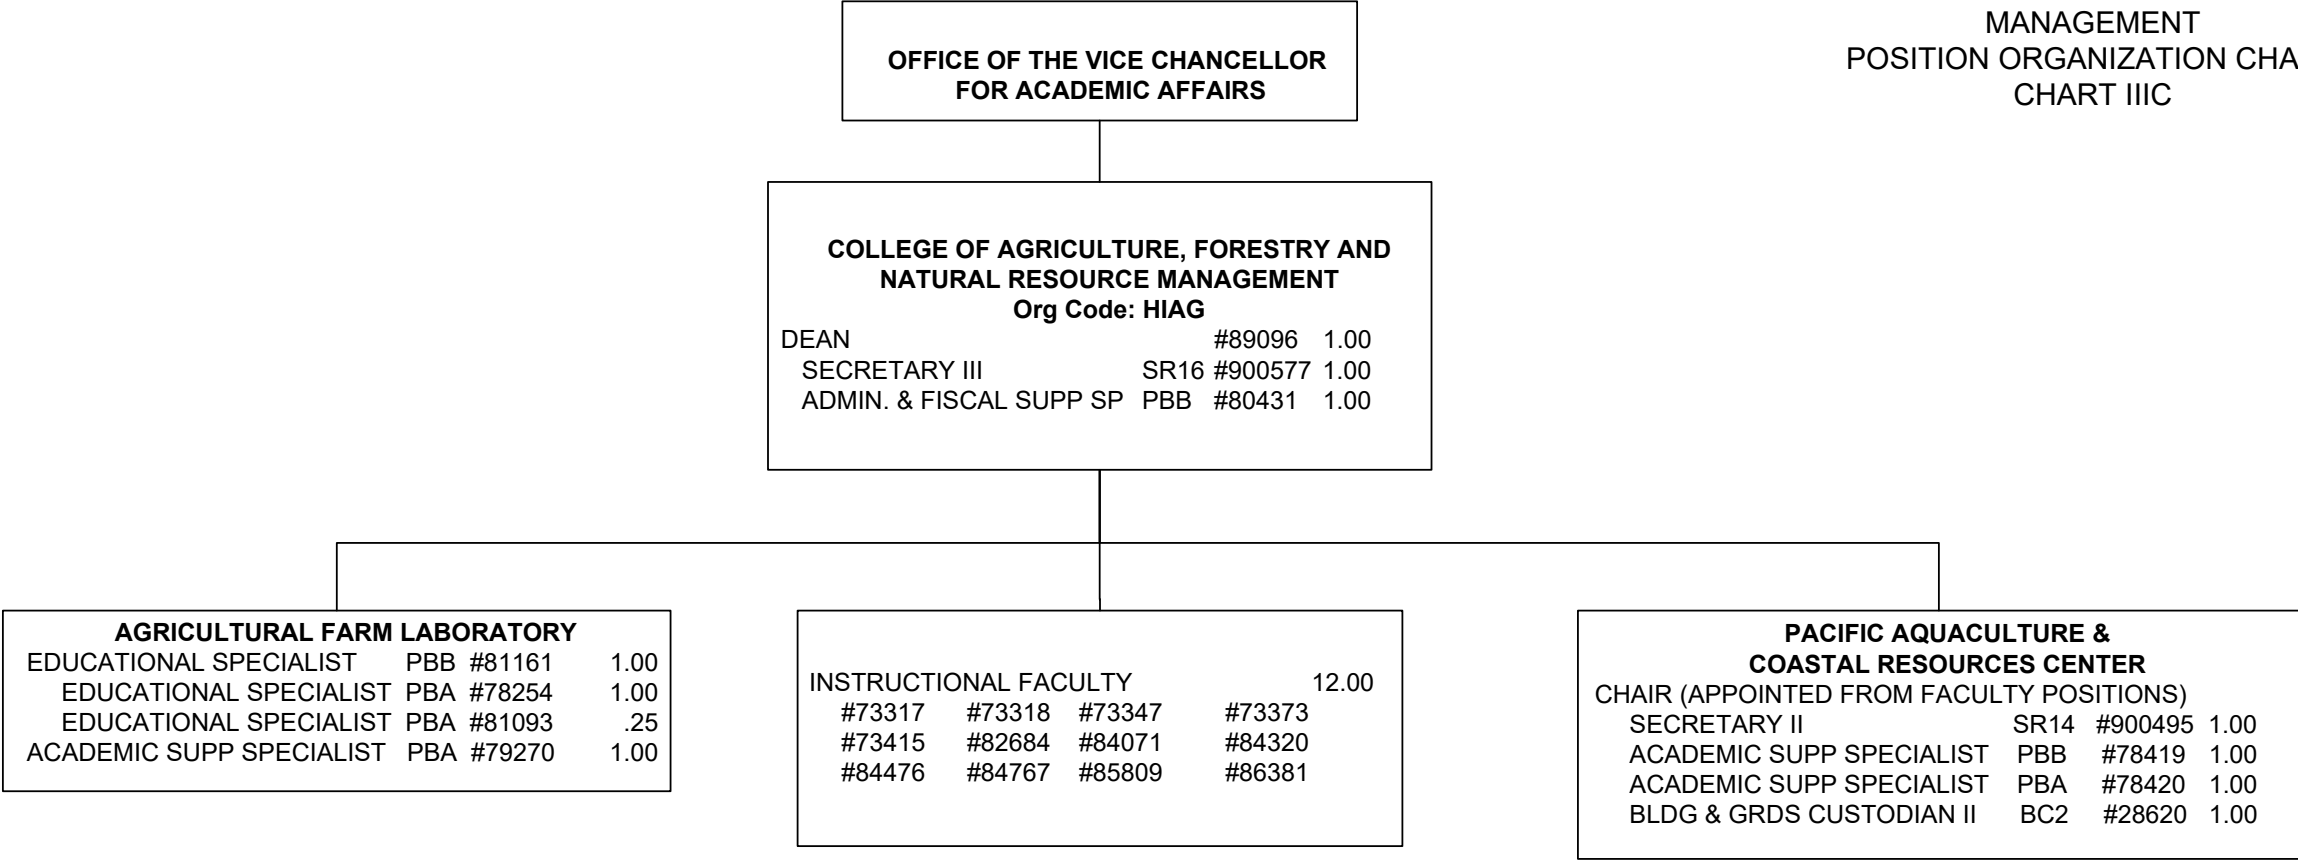 MANAGEMENT
POSITION ORGANIZATION CHA
CHART IIIC
OFFICE OF THE VICE CHANCELLOR
FOR ACADEMIC AFFAIRS
COLLEGE OF AGRICULTURE, FORESTRY AND
NATURAL RESOURCE MANAGEMENT
Org Code: HIAG
DEAN #89096 1.00
SECRETARY III SR16 #900577 1.00
ADMIN. & FISCAL SUPP SP PBB #80431 1.00
AGRICULTURAL FARM LABORATORY
EDUCATIONAL SPECIALIST PBB #81161 1.00
EDUCATIONAL SPECIALIST PBA #78254 1.00
EDUCATIONAL SPECIALIST PBA #81093 .25
ACADEMIC SUPP SPECIALIST PBA #79270 1.00
INSTRUCTIONAL FACULTY 12.00
#73317 #73318 #73347 #73373
#73415 #82684 #84071 #84320
#84476 #84767 #85809 #86381
PACIFIC AQUACULTURE &
COASTAL RESOURCES CENTER
CHAIR (APPOINTED FROM FACULTY POSITIONS)
SECRETARY II SR14 #900495 1.00
ACADEMIC SUPP SPECIALIST PBB #78419 1.00
ACADEMIC SUPP SPECIALIST PBA #78420 1.00
BLDG & GRDS CUSTODIAN II BC2 #28620 1.00